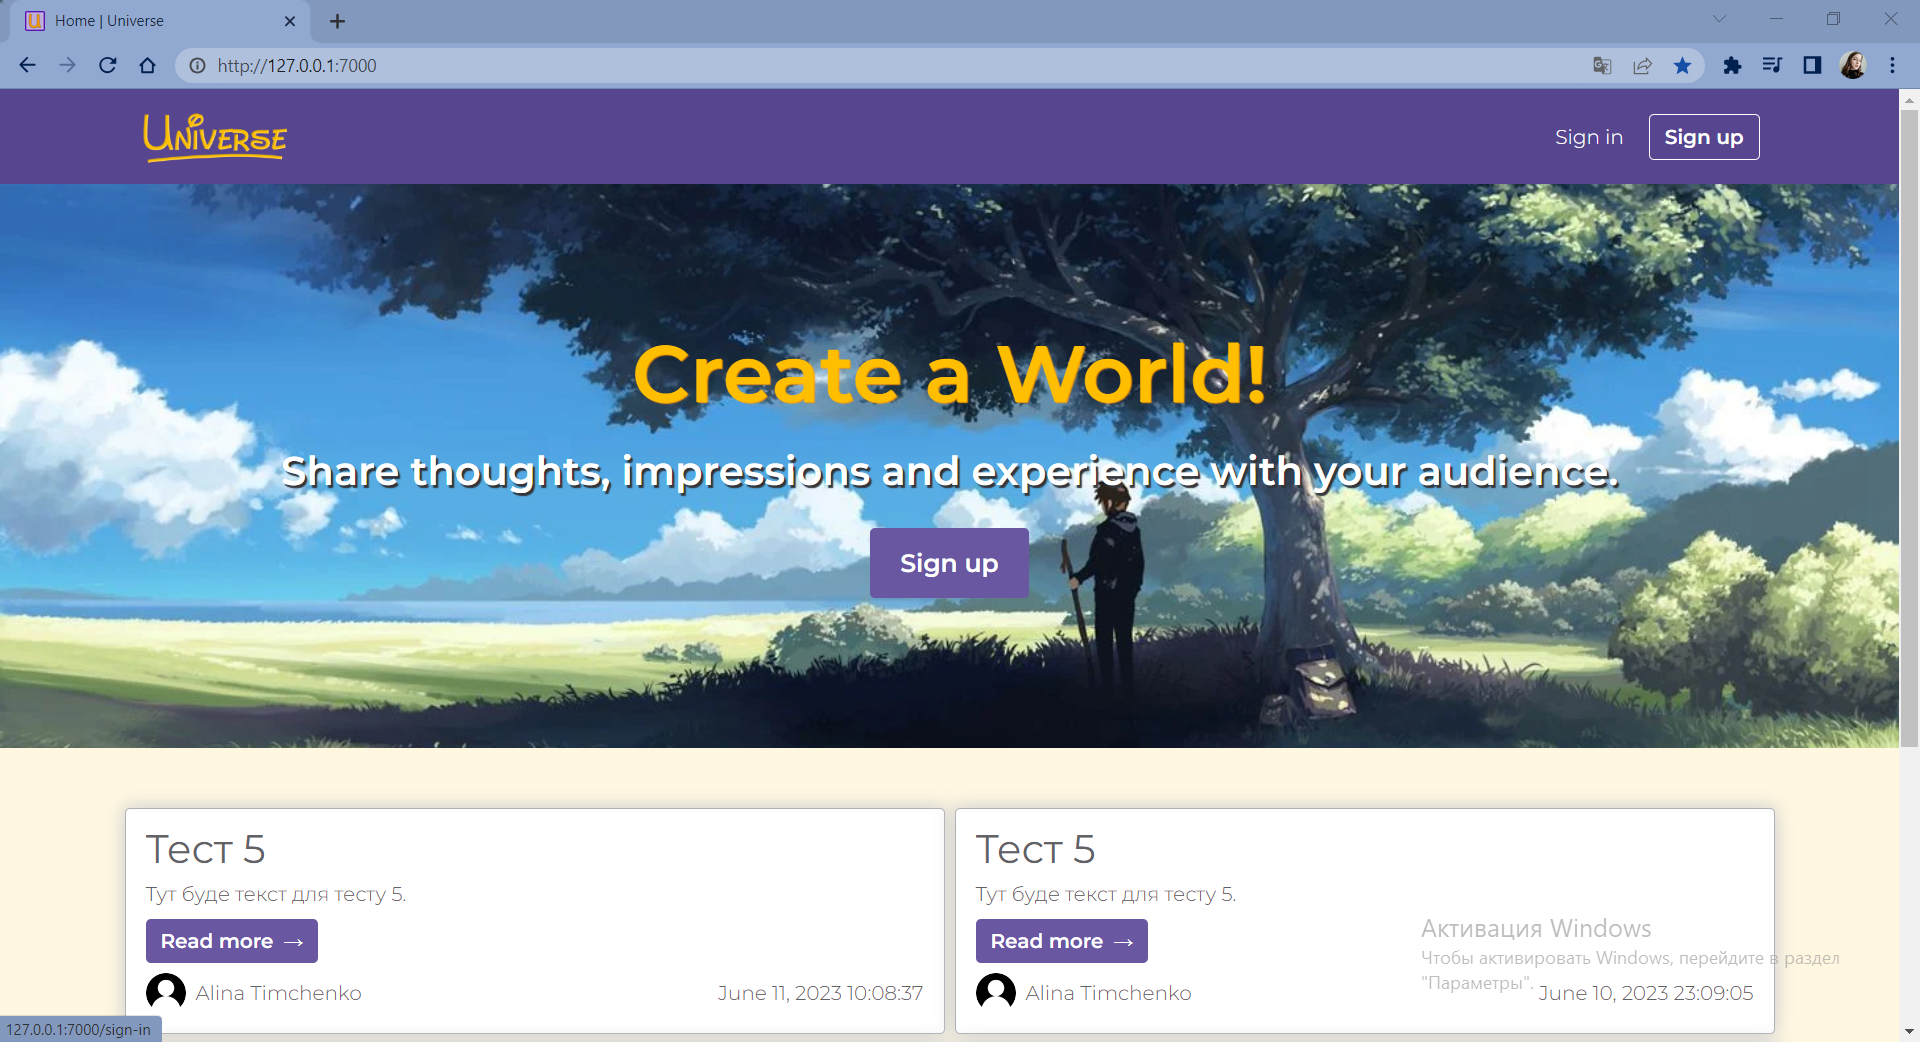 Home | Universe
http://127.0.0.1:7000
UNIVERSE
Sign in
Sign up
Create a World!
Share thoughts, impressions and experience with your audience.
Sign up
Тест 5
Тут буде текст для тесту 5.
Read more →
Alina Timchenko
June 11, 2023 10:08:37
Тест 5
Тут буде текст для тесту 5.
Read more →
Alina Timchenko
June 10, 2023 23:09:05
Активация Windows
Чтобы активировать Windows, перейдите в раздел
"Параметры".
127.0.0.1:7000/sign-in